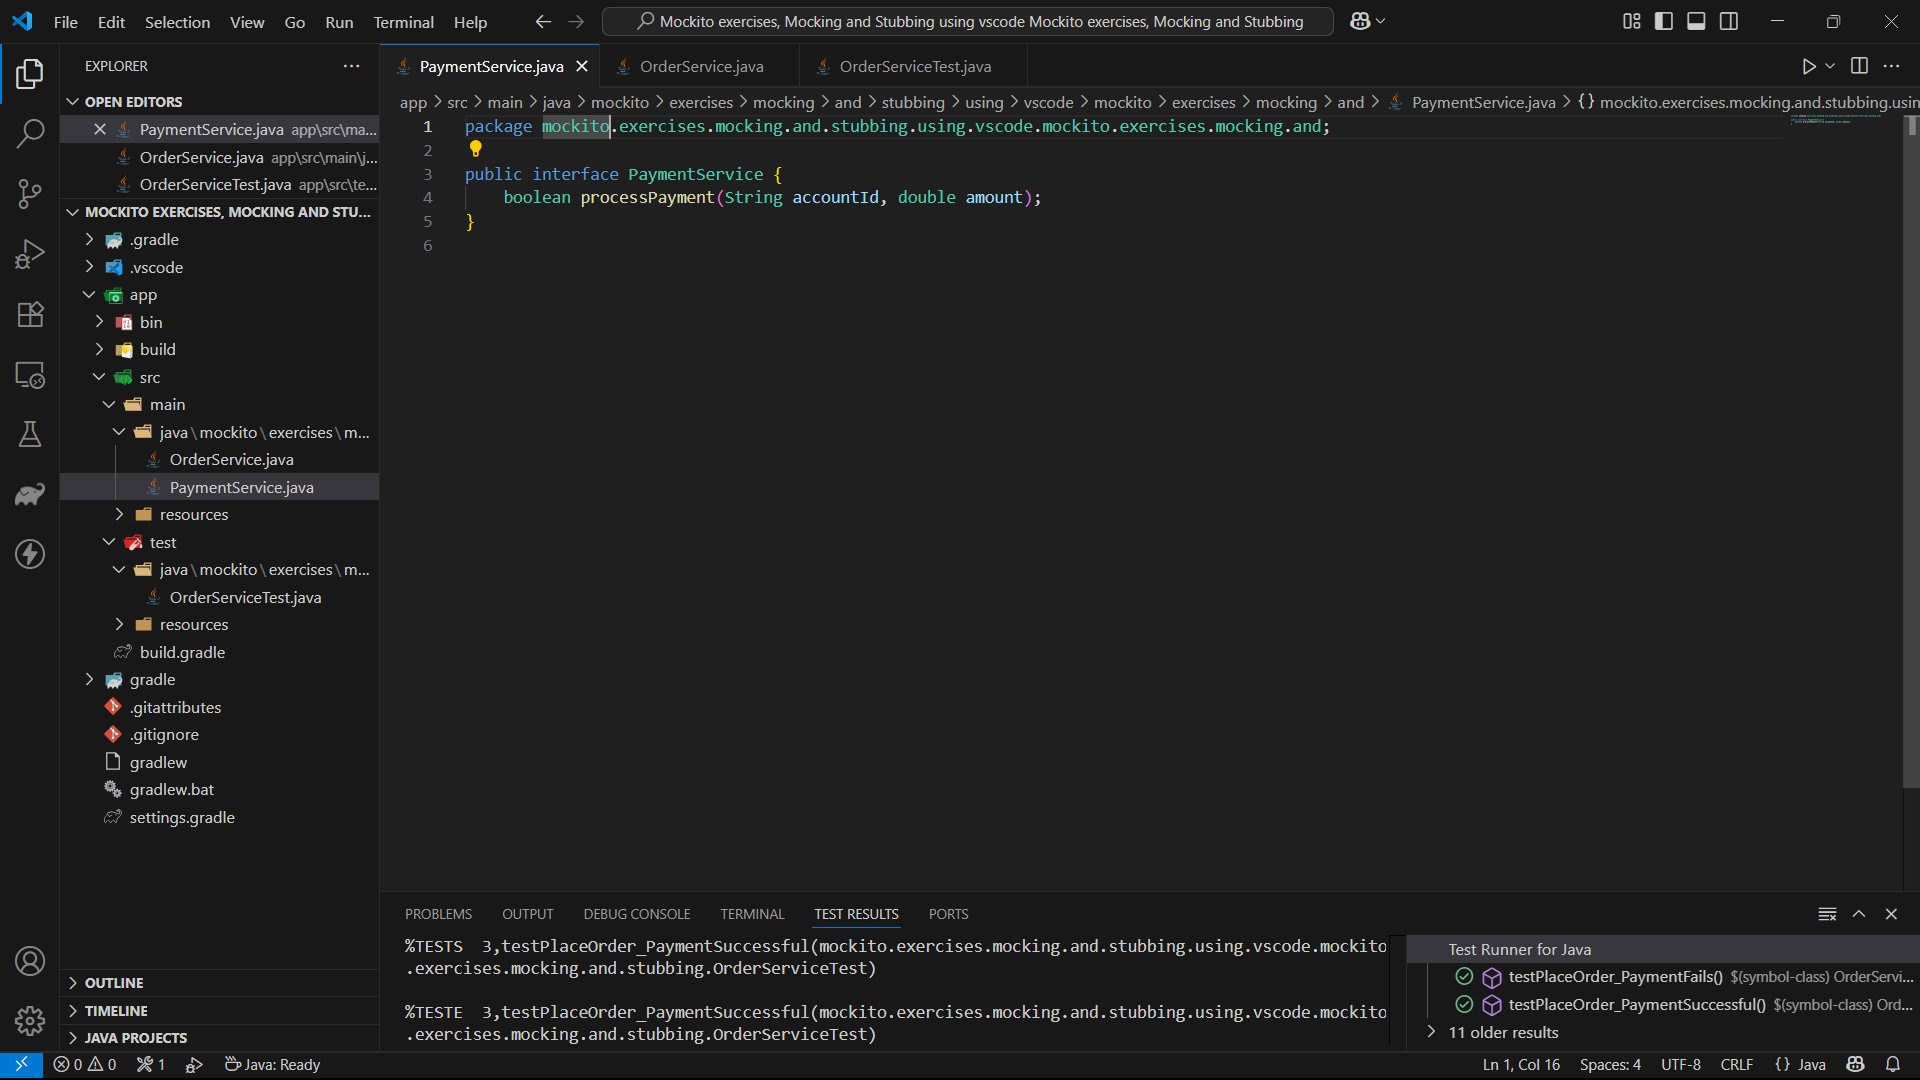 File Edit Selection View Go Run Terminal Help
Mockito exercises, Mocking and Stubbing using vscode Mockito exercises, Mocking and Stubbing
EXPLORER
OPEN EDITORS
PaymentService.java app\src\ma...
OrderService.java app\src\main\j...
OrderServiceTest.java app\src\te...
MOCKITO EXERCISES, MOCKING AND STU...
.gradle
.vscode
app
bin
build
src
main
java\mockito\exercises\m...
OrderService.java
PaymentService.java
resources
test
java\mockito\exercises\m...
OrderServiceTest.java
resources
build.gradle
gradle
.gitattributes
.gitignore
gradlew
gradlew.bat
settings.gradle
OUTLINE
TIMELINE
JAVA PROJECTS
PaymentService.java OrderService.java OrderServiceTest.java
app > src > main > java > mockito > exercises > mocking > and > stubbing > using > vscode > mockito > exercises > mocking > and > PaymentService.java > {} mockito.exercises.mocking.and.stubbing.usin
1 package mockito.exercises.mocking.and.stubbing.using.vscode.mockito.exercises.mocking.and;
2
3 public interface PaymentService {
4 boolean processPayment(String accountId, double amount);
5 }
6
PROBLEMS OUTPUT DEBUG CONSOLE TERMINAL TEST RESULTS PORTS
%TESTS 3,testPlaceOrder_PaymentSuccessful(mockito.exercises.mocking.and.stubbing.using.vscode.mockito
.exercises.mocking.and.stubbing.OrderServiceTest)
%TESTE 3,testPlaceOrder_PaymentSuccessful(mockito.exercises.mocking.and.stubbing.using.vscode.mockito
.exercises.mocking.and.stubbing.OrderServiceTest)
Test Runner for Java
testPlaceOrder_PaymentFails() $(symbol-class) OrderServi...
testPlaceOrder_PaymentSuccessful() $(symbol-class) Ord...
11 older results
0 0 1 Java: Ready
Ln 1, Col 16 Spaces: 4 UTF-8 CRLF {} Java